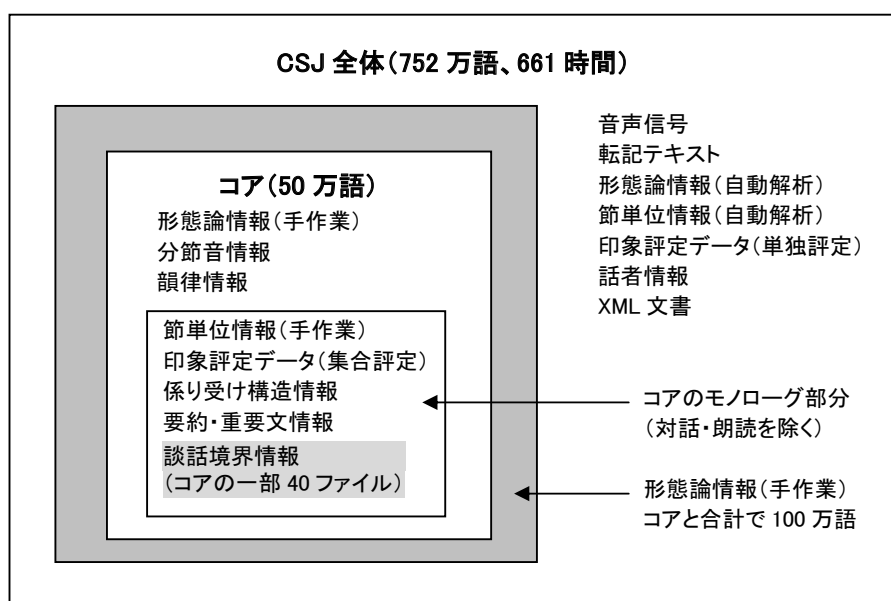 CSJ 全体(752 万語、661 時間)
コア(50 万語)
形態論情報(手作業)
分節音情報
韻律情報
節単位情報(手作業)
印象評定データ(集合評定)
係り受け構造情報
要約・重要文情報
談話境界情報
(コアの一部 40 ファイル)
音声信号
転記テキスト
形態論情報(自動解析)
節単位情報(自動解析)
印象評定データ(単独評定)
話者情報
XML 文書
コアのモノローグ部分
(対話・朗読を除く)
形態論情報(手作業)
コアと合計で 100 万語